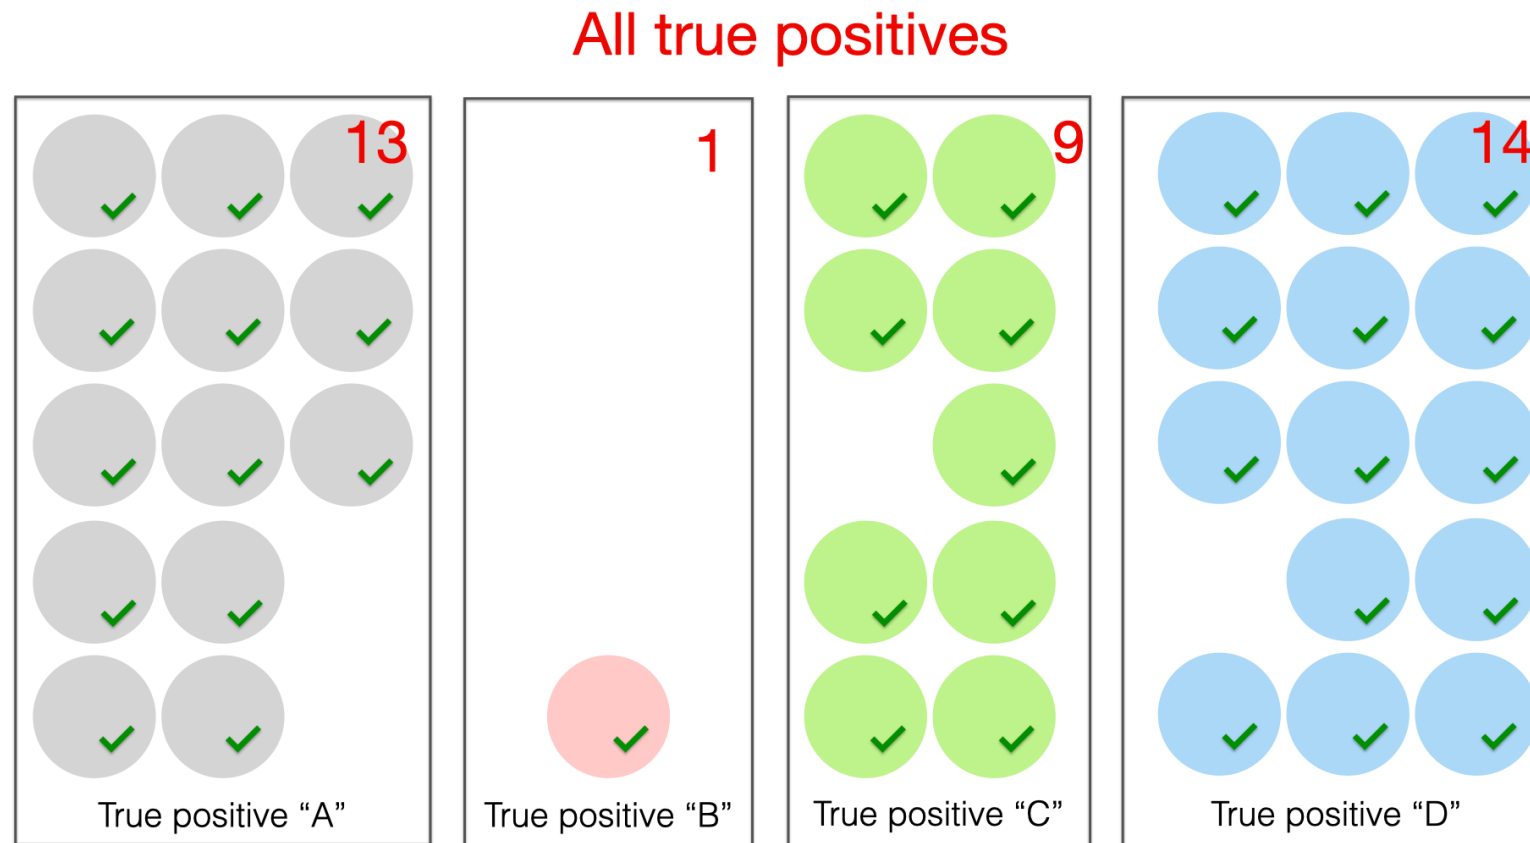 All true positives
13
1
9
14
True positive “A”
True positive “B”
True positive “C”
True positive “D”